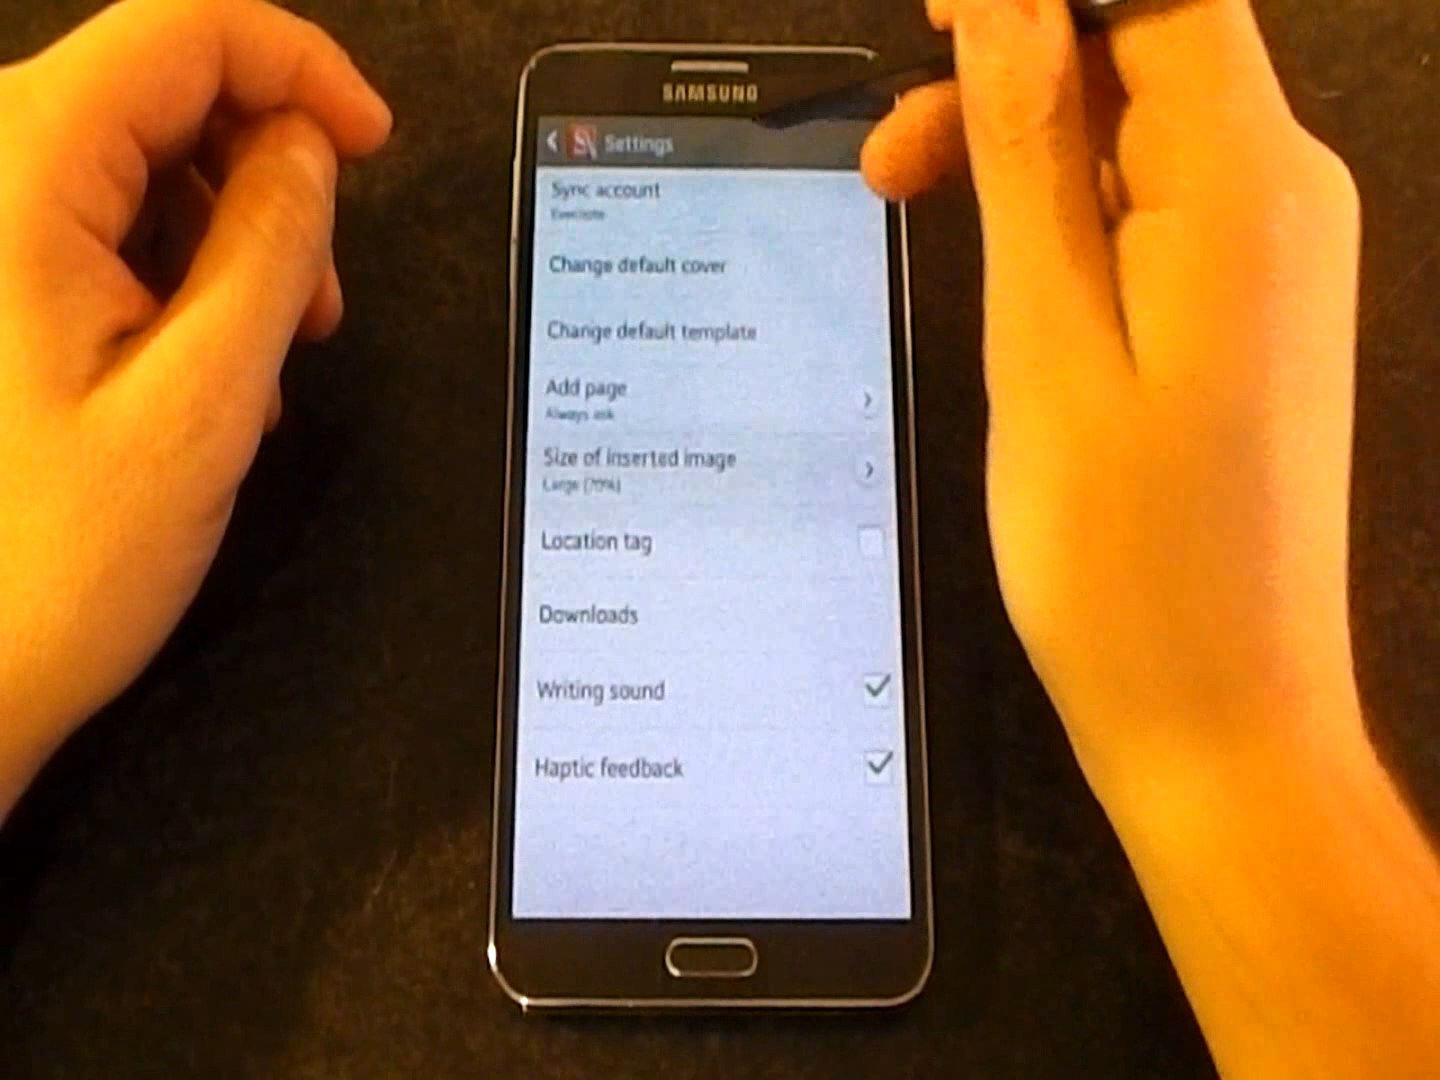 SAMSUNG
Settings
Sync account
Evernote
Change default cover
Change default template
Add page
Always ask
Size of inserted image
Large (70%)
Location tag
Downloads
Writing sound
Haptic feedback